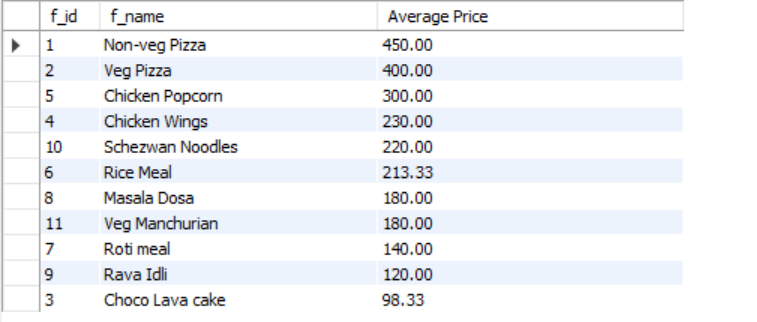 f_id f_name Average Price
1 Non-veg Pizza 450.00
2 Veg Pizza 400.00
5 Chicken Popcorn 300.00
4 Chicken Wings 230.00
10 Schezwan Noodles 220.00
6 Rice Meal 213.33
8 Masala Dosa 180.00
11 Veg Manchurian 180.00
7 Roti meal 140.00
9 Rava Idli 120.00
3 Choco Lava cake 98.33